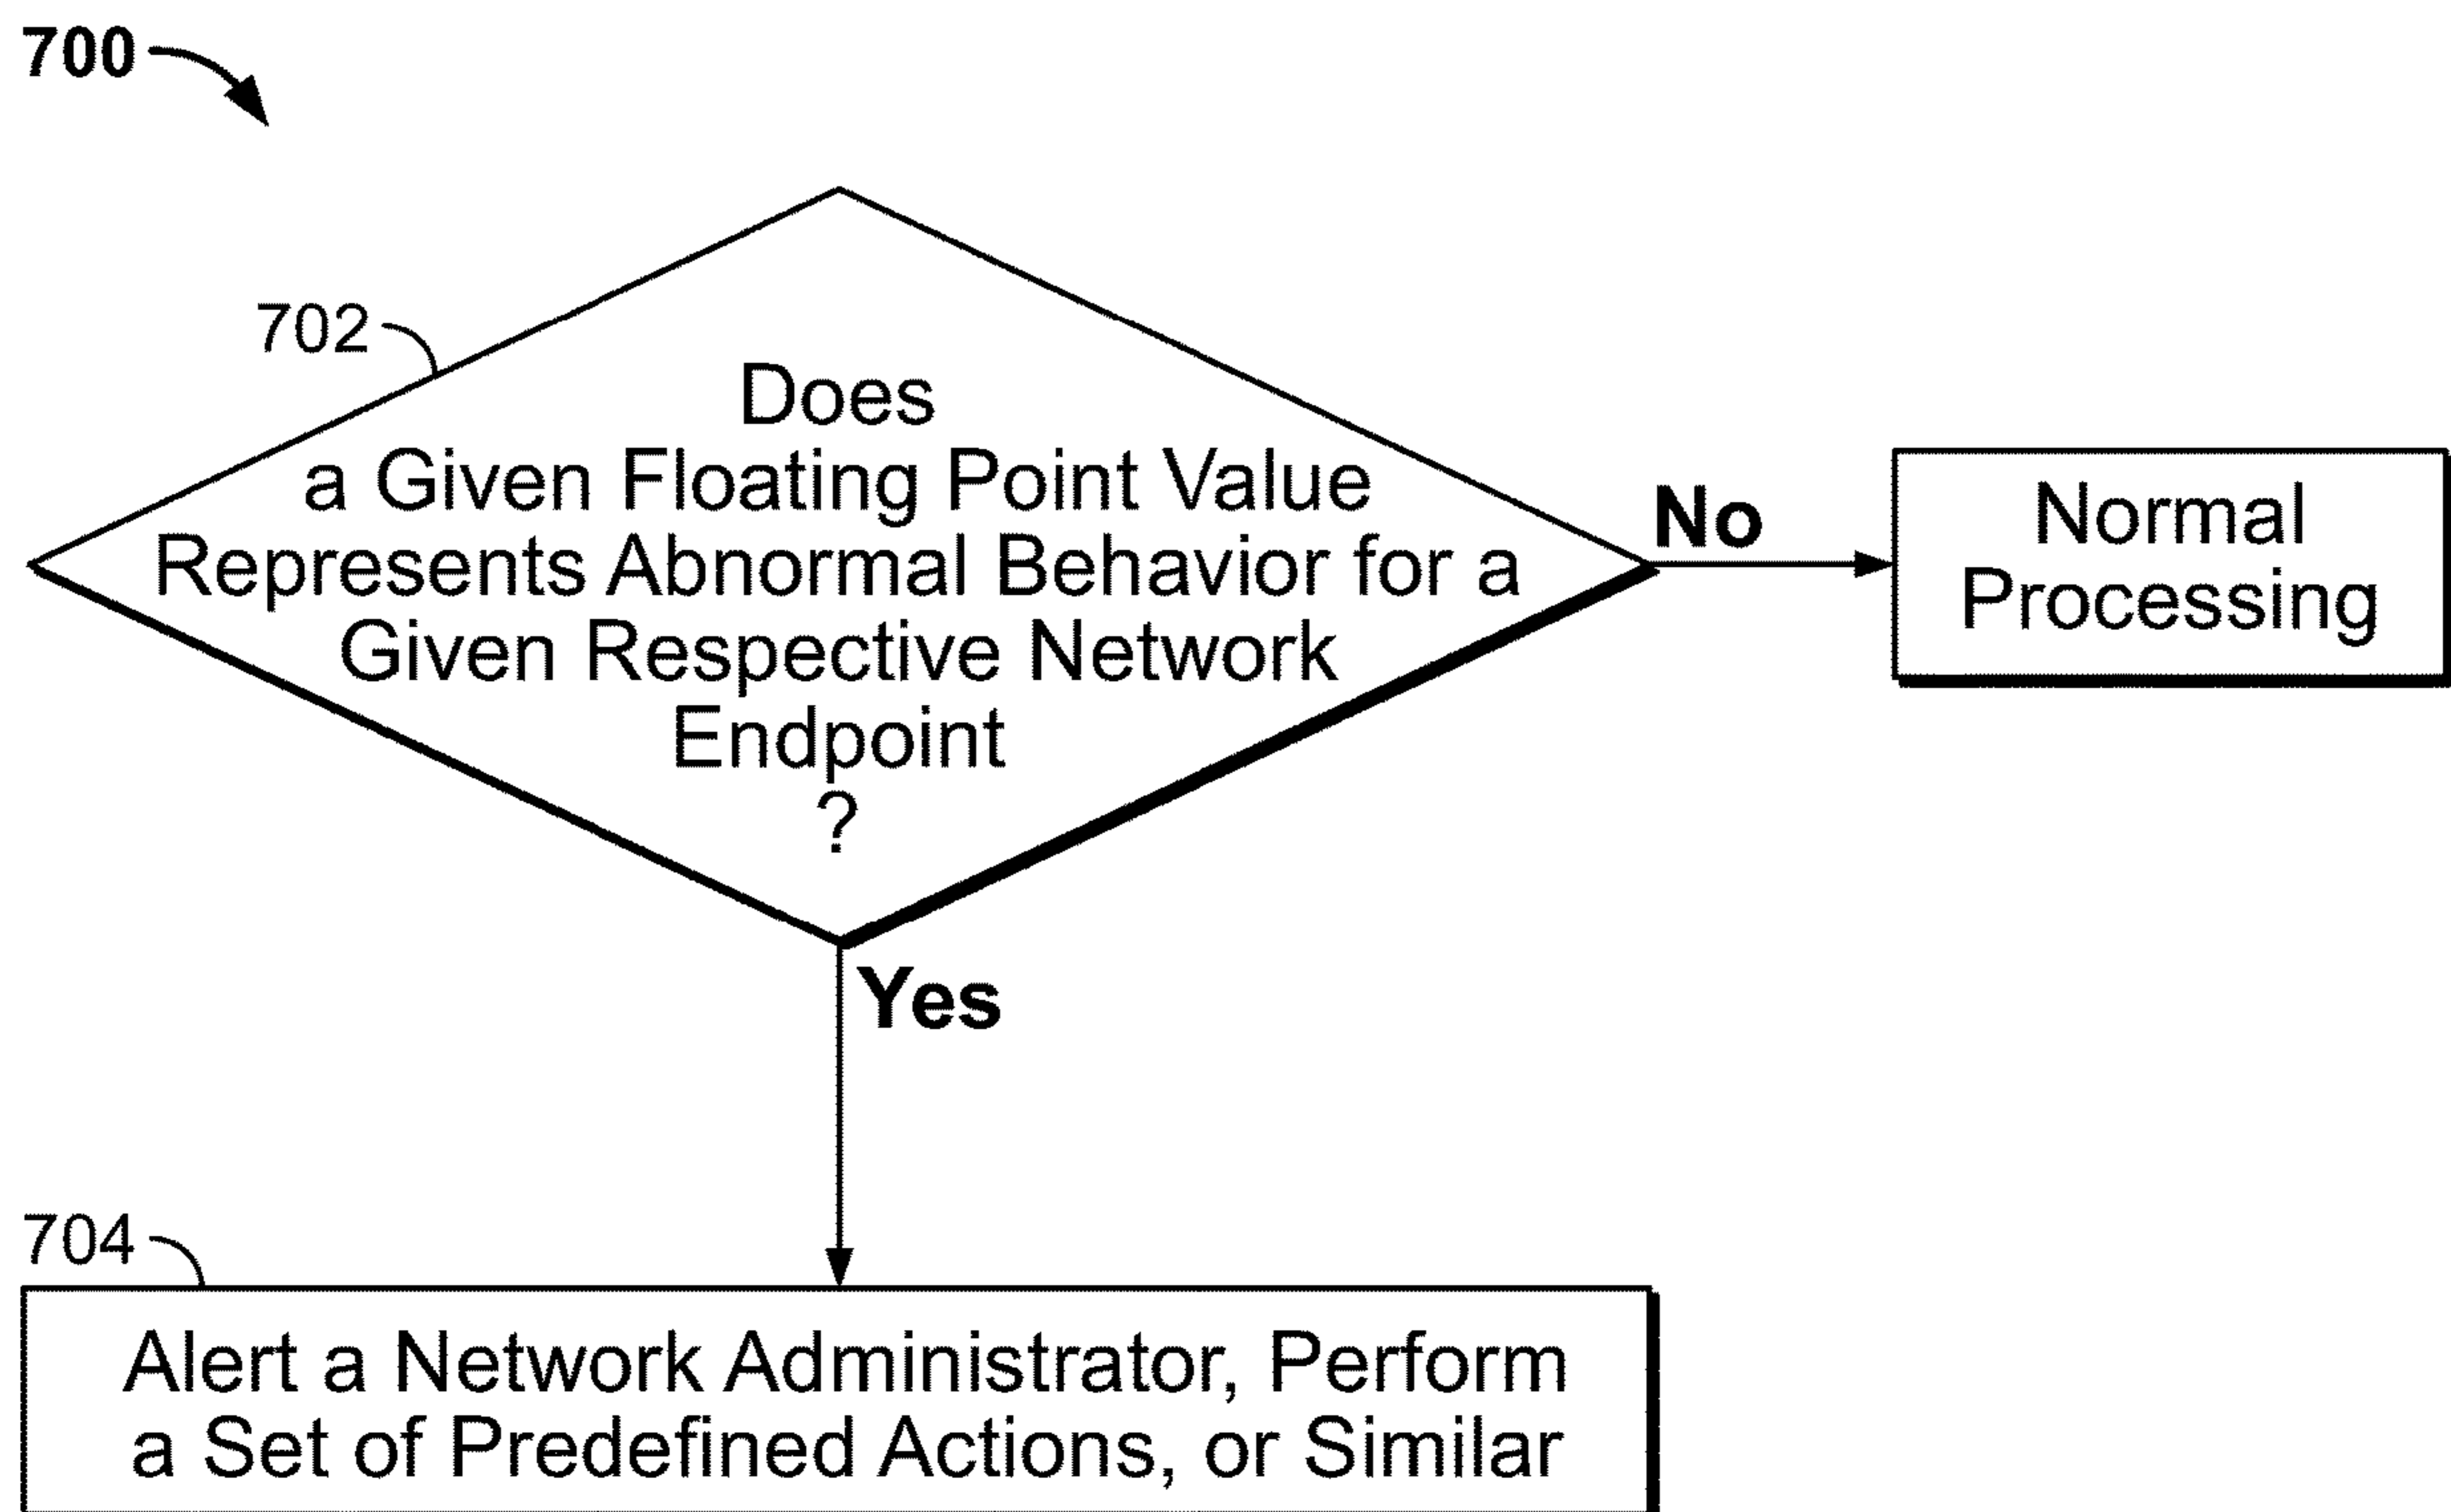 700
702
Does
a Given Floating Point Value
Represents Abnormal Behavior for a
Given Respective Network
Endpoint
?
No
Normal
Processing
Yes
704
Alert a Network Administrator, Perform
a Set of Predefined Actions, or Similar